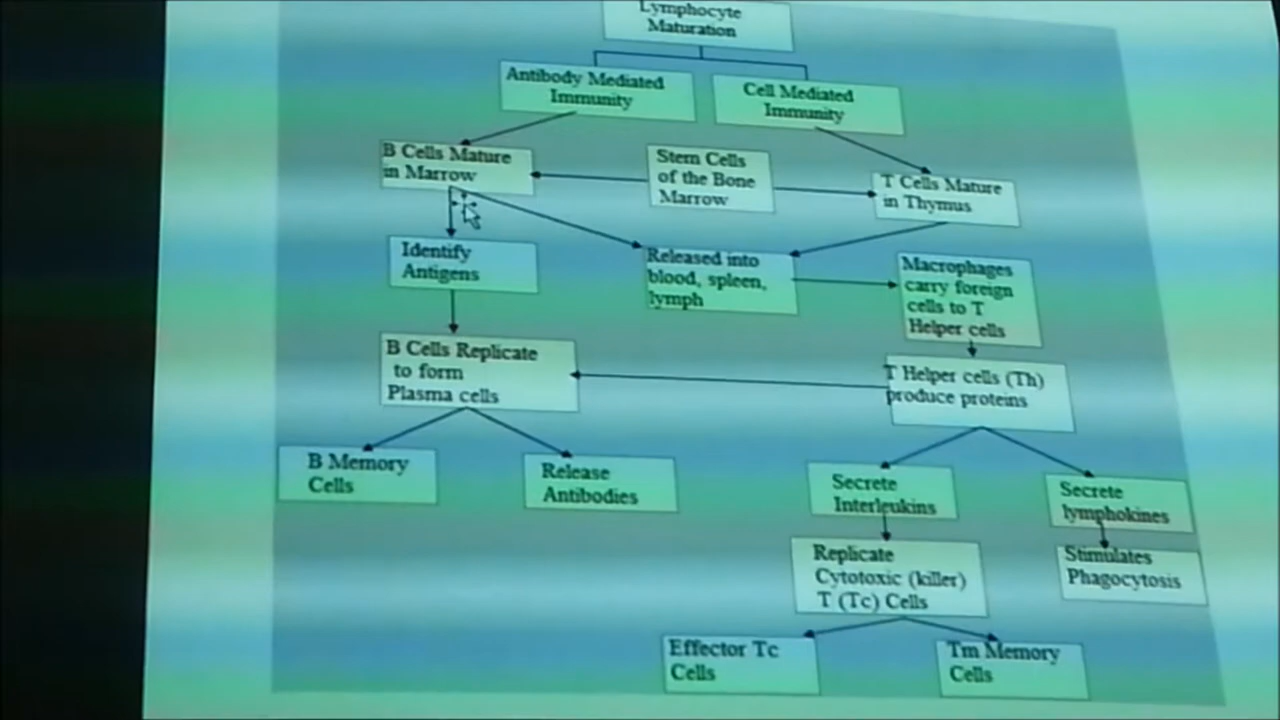 Lymphocyte
Maturation
Antibody Mediated
Immunity
Cell Mediated
Immunity
B Cells Mature
in Marrow
Stem Cells
of the Bone
Marrow
T Cells Mature
in Thymus
Identify
Antigens
Released into
blood, spleen,
lymph
Macrophages
carry foreign
cells to T
Helper cells
B Cells Replicate
to form
Plasma cells
T Helper cells (Th)
produce proteins
B Memory
Cells
Release
Antibodies
Secrete
Interleukins
Secrete
lymphokines
Replicate
Cytotoxic (killer)
T (Tc) Cells
Stimulates
Phagocytosis
Effector Tc
Cells
Tm Memory
Cells